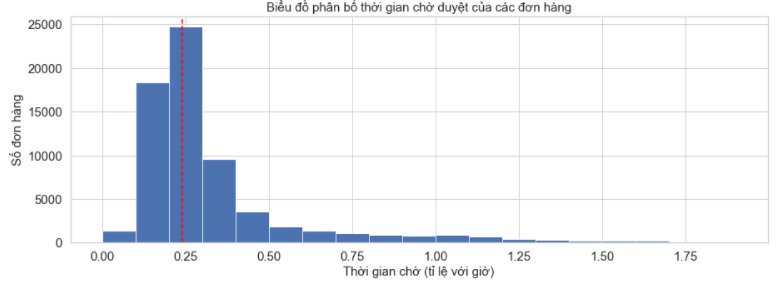 Biểu đồ phân bố thời gian chờ duyệt của các đơn hàng
25000
20000
15000
10000
5000
0
Số đơn hàng
0.00 0.25 0.50 0.75 1.00 1.25 1.50 1.75
Thời gian chờ (tỉ lệ với giờ)